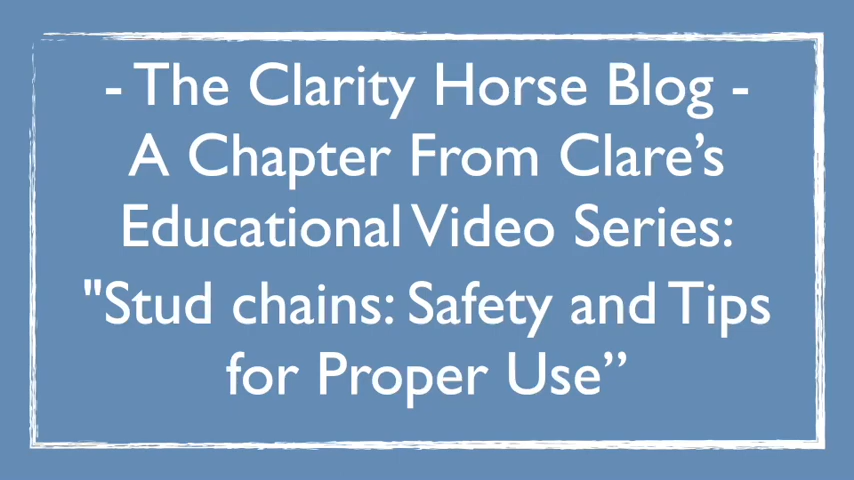 - The Clarity Horse Blog -
A Chapter From Clare’s
Educational Video Series:
"Stud chains: Safety and Tips
for Proper Use”